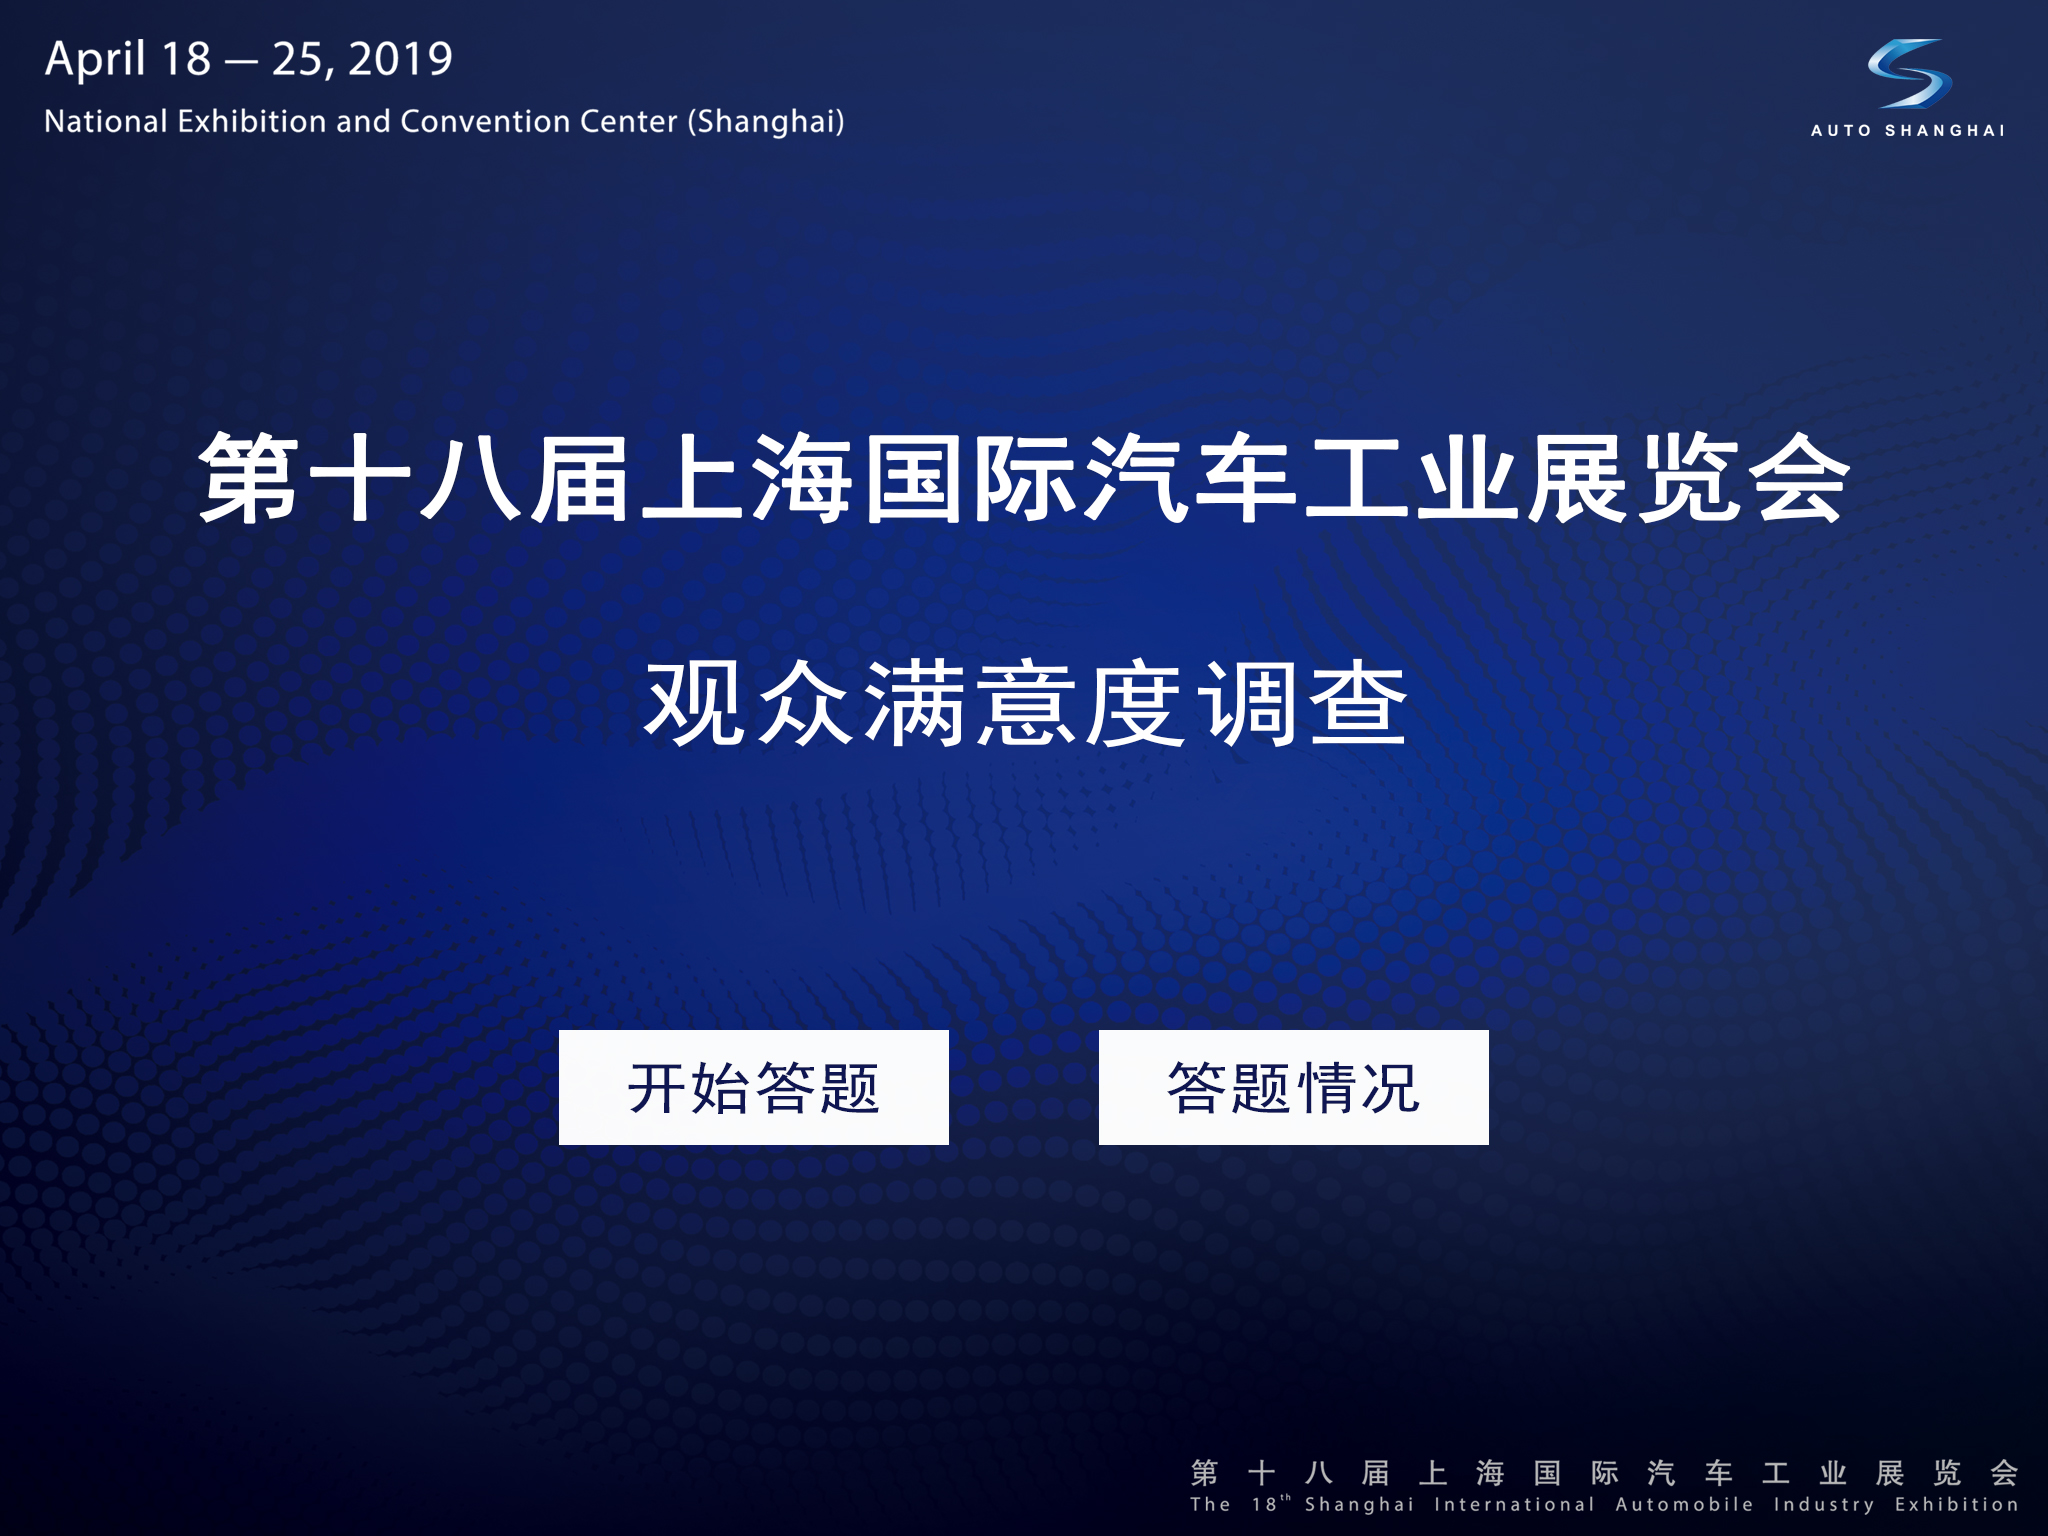 April 18 — 25, 2019
National Exhibition and Convention Center (Shanghai)
AUTO SHANGHAI
第十八届上海国际汽车工业展览会
观众满意度调查
开始答题
答题情况
第十八届上海国际汽车工业展览会
The 18th Shanghai International Automobile Industry Exhibition